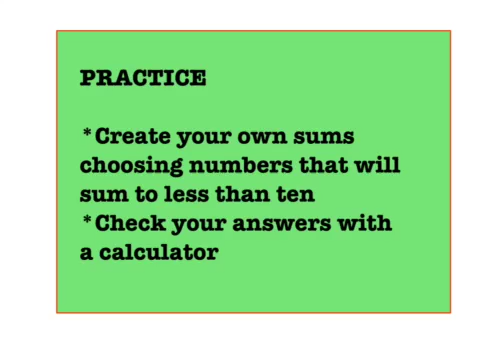 PRACTICE
*Create your own sums
choosing numbers that will
sum to less than ten
*Check your answers with
a calculator